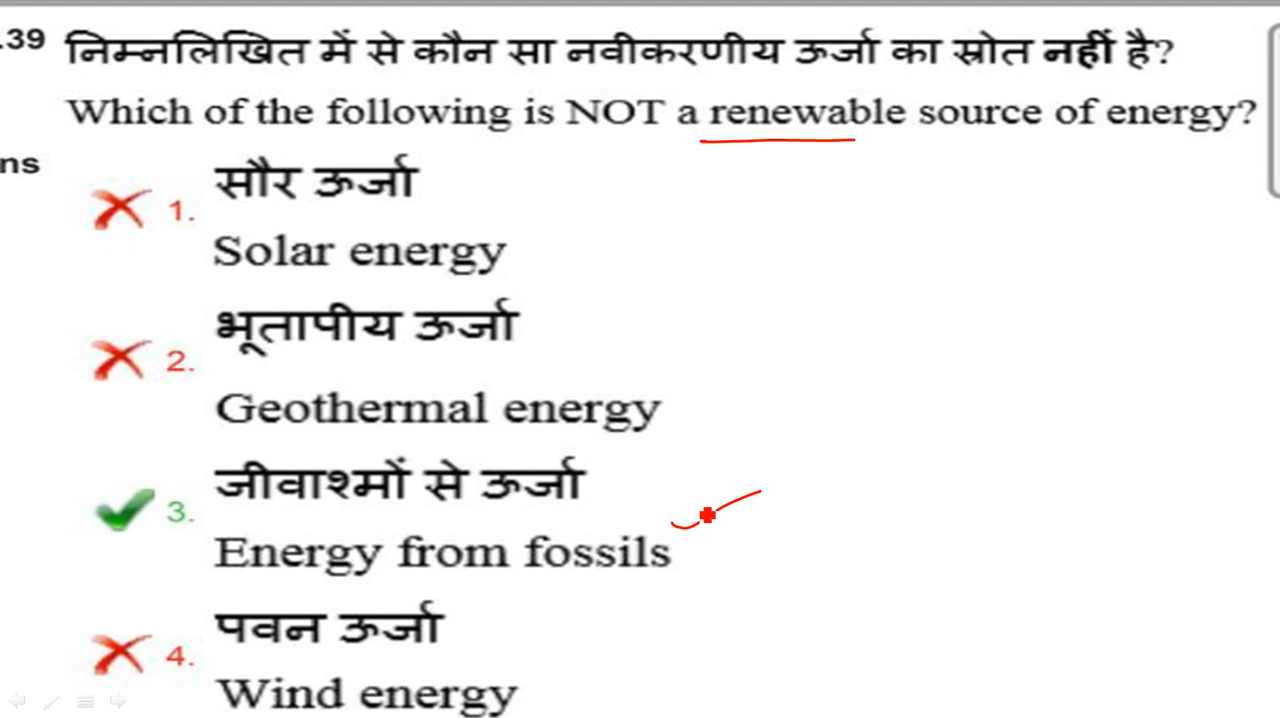 .39 निम्नलिखित में से कौन सा नवीकरणीय ऊर्जा का स्रोत नहीं है?
Which of the following is NOT a renewable source of energy?
ns
1. सौर ऊर्जा
Solar energy
2. भूतापीय ऊर्जा
Geothermal energy
3. जीवाश्मों से ऊर्जा
Energy from fossils
4. पवन ऊर्जा
Wind energy